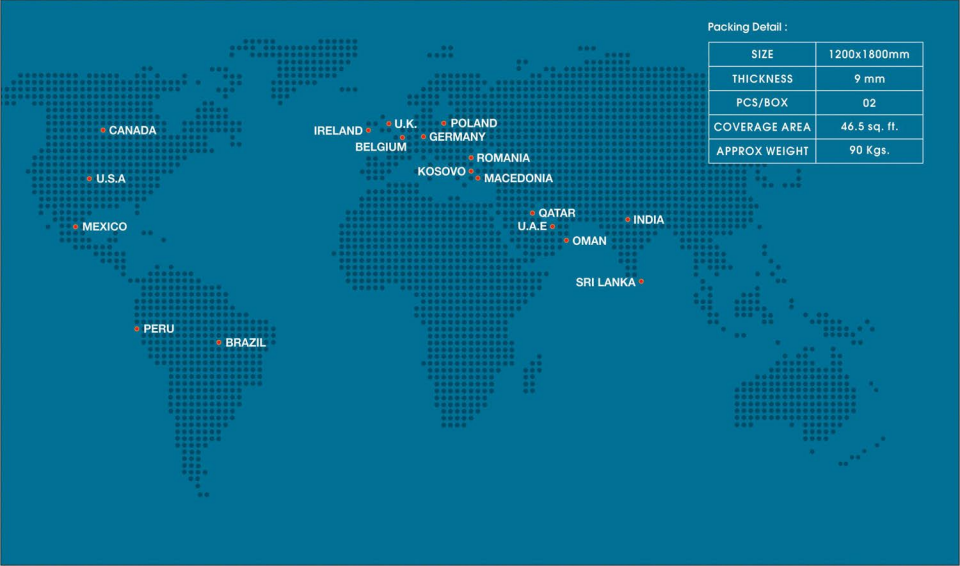 Packing Detail :
SIZE 1200x1800mm
THICKNESS 9 mm
PCS/BOX 02
COVERAGE AREA 46.5 sq. ft.
APPROX WEIGHT 90 Kgs.
CANADA
U.S.A
MEXICO
PERU
BRAZIL
IRELAND
U.K.
BELGIUM
POLAND
GERMANY
ROMANIA
KOSOVO
MACEDONIA
QATAR
U.A.E
OMAN
INDIA
SRI LANKA